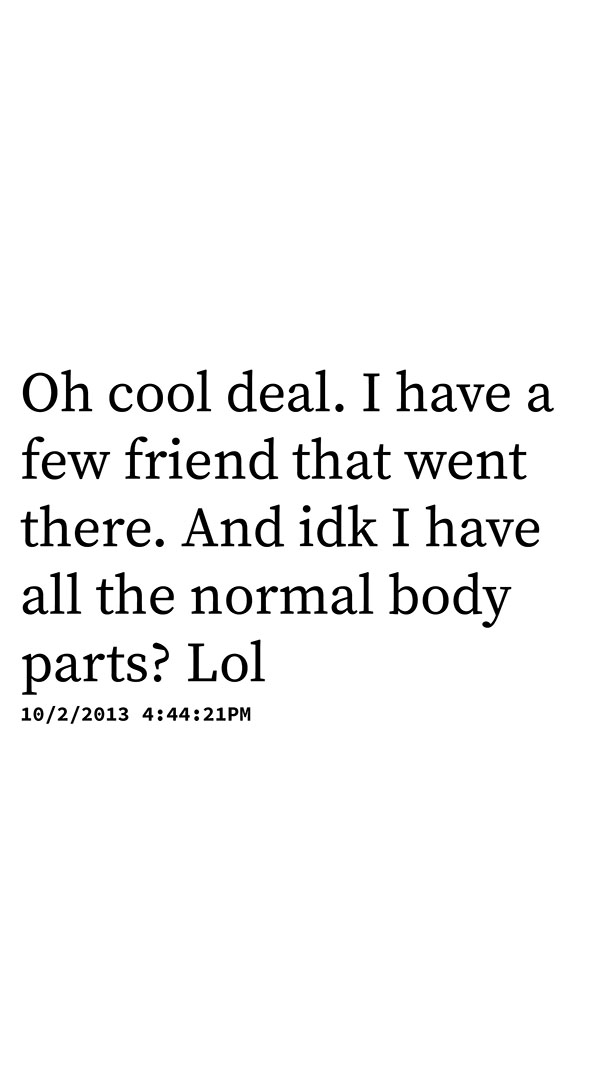 Oh cool deal. I have a
few friend that went
there. And idk I have
all the normal body
parts? Lol
10/2/2013 4:44:21PM